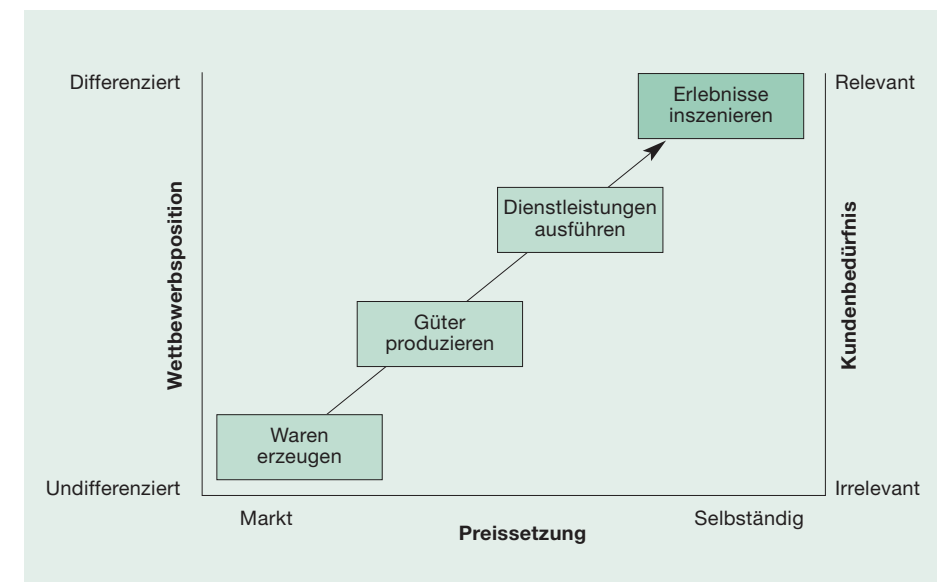 Differenziert
Erlebnisse
inszenieren
Relevant
Dienstleistungen
ausführen
Wettbewerbsposition
Kundenbedürfnis
Güter
produzieren
Waren
erzeugen
Undifferenziert
Irrelevant
Markt
Selbständig
Preissetzung